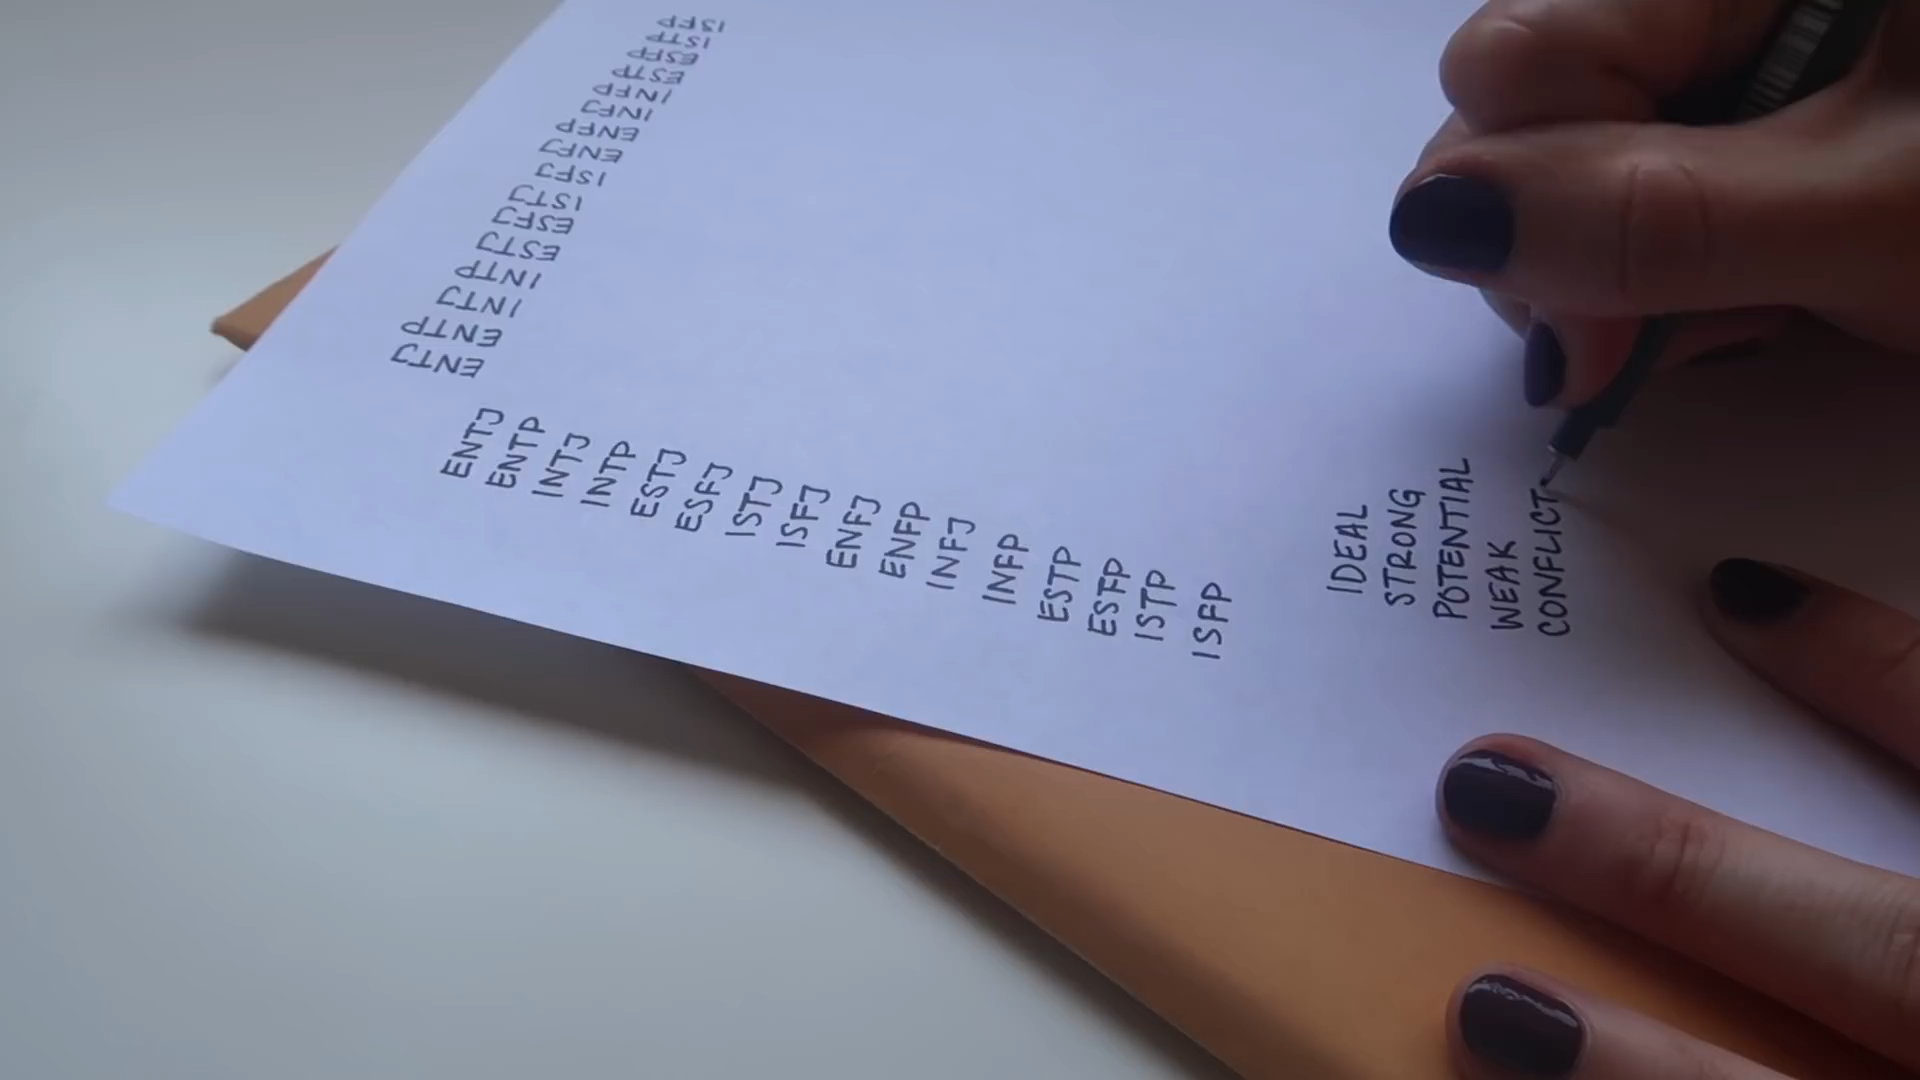 ISFP
ISTP
ESFP
ESTP
INFP
INFJ
ENFP
ENFJ
ISFJ
ISTJ
ESFJ
ESTJ
INTP
INTJ
ENTP
ENTJ
ENTJ
ENTP
INTJ
INTP
ESTJ
ESFJ
ISTJ
ISFJ
ENFJ
ENFP
INFJ
INFP
ESTP
ESFP
ISTP
ISFP
IDEAL
STRONG
POTENTIAL
WEAK
CONFLICT